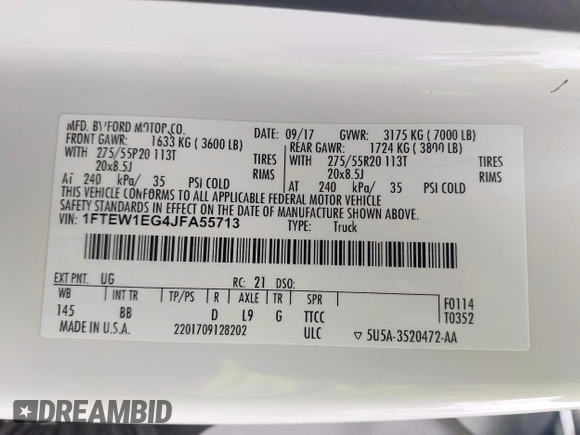 MFD. BY FORD MOTOR CO.
DATE: 09/17 GVWR: 3175 KG ( 7000 LB)
FRONT GAWR: 1633 KG ( 3600 LB)
REAR GAWR: 1724 KG ( 3800 LB)
WITH 275/55R20 113T TIRES
WITH 275/55R20 113T TIRES
20x8.5J RIMS
20x8.5J RIMS
AT 240 kPa/ 35 PSI COLD
AT 240 kPa/ 35 PSI COLD
THIS VEHICLE CONFORMS TO ALL APPLICABLE FEDERAL MOTOR VEHICLE
SAFETY STANDARDS IN EFFECT ON THE DATE OF MANUFACTURE SHOWN ABOVE.
VIN: 1FTEW1EG4JFA55713
TYPE: Truck
EXT PNT: UG RC: 21 DSO:
WB INT TR TP/PS R AXLE TR SPR
F0114
145 BB D L9 G TTCC
T0352
MADE IN U.S.A. 2201709128202 ULC ▽ 5U5A-3520472-AA
DREAMBID